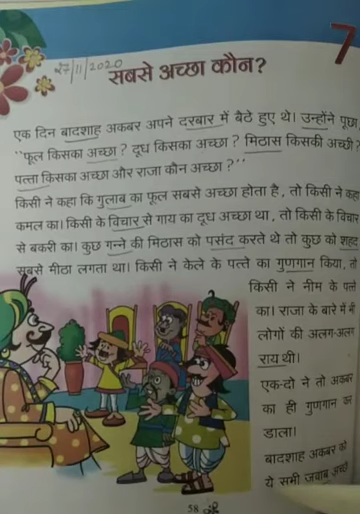 27/11/2020
7
सबसे अच्छा कौन?
एक दिन बादशाह अकबर अपने दरबार में बैठे हुए थे। उन्होंने पूछा
"फूल किसका अच्छा ? दूध किसका अच्छा ? मिठास किसकी अच्छी ?
पत्ता किसका अच्छा और राजा कौन अच्छा ?"
किसी ने कहा कि गुलाब का फूल सबसे अच्छा होता है, तो किसी ने कहा
कमल का। किसी के विचार से गाय का दूध अच्छा था, तो किसी के विचार
से बकरी का। कुछ गन्ने की मिठास को पसंद करते थे तो कुछ को शहद
सबसे मीठा लगता था। किसी ने केले के पत्ते का गुणगान किया, तो
किसी ने नीम के पत्ते
का। राजा के बारे में भी
लोगों की अलग-अलग
राय थी।
एक-दो ने तो अकबर
का ही गुणगान कर
डाला।
बादशाह अकबर को
ये सभी जवाब अच्छे
58